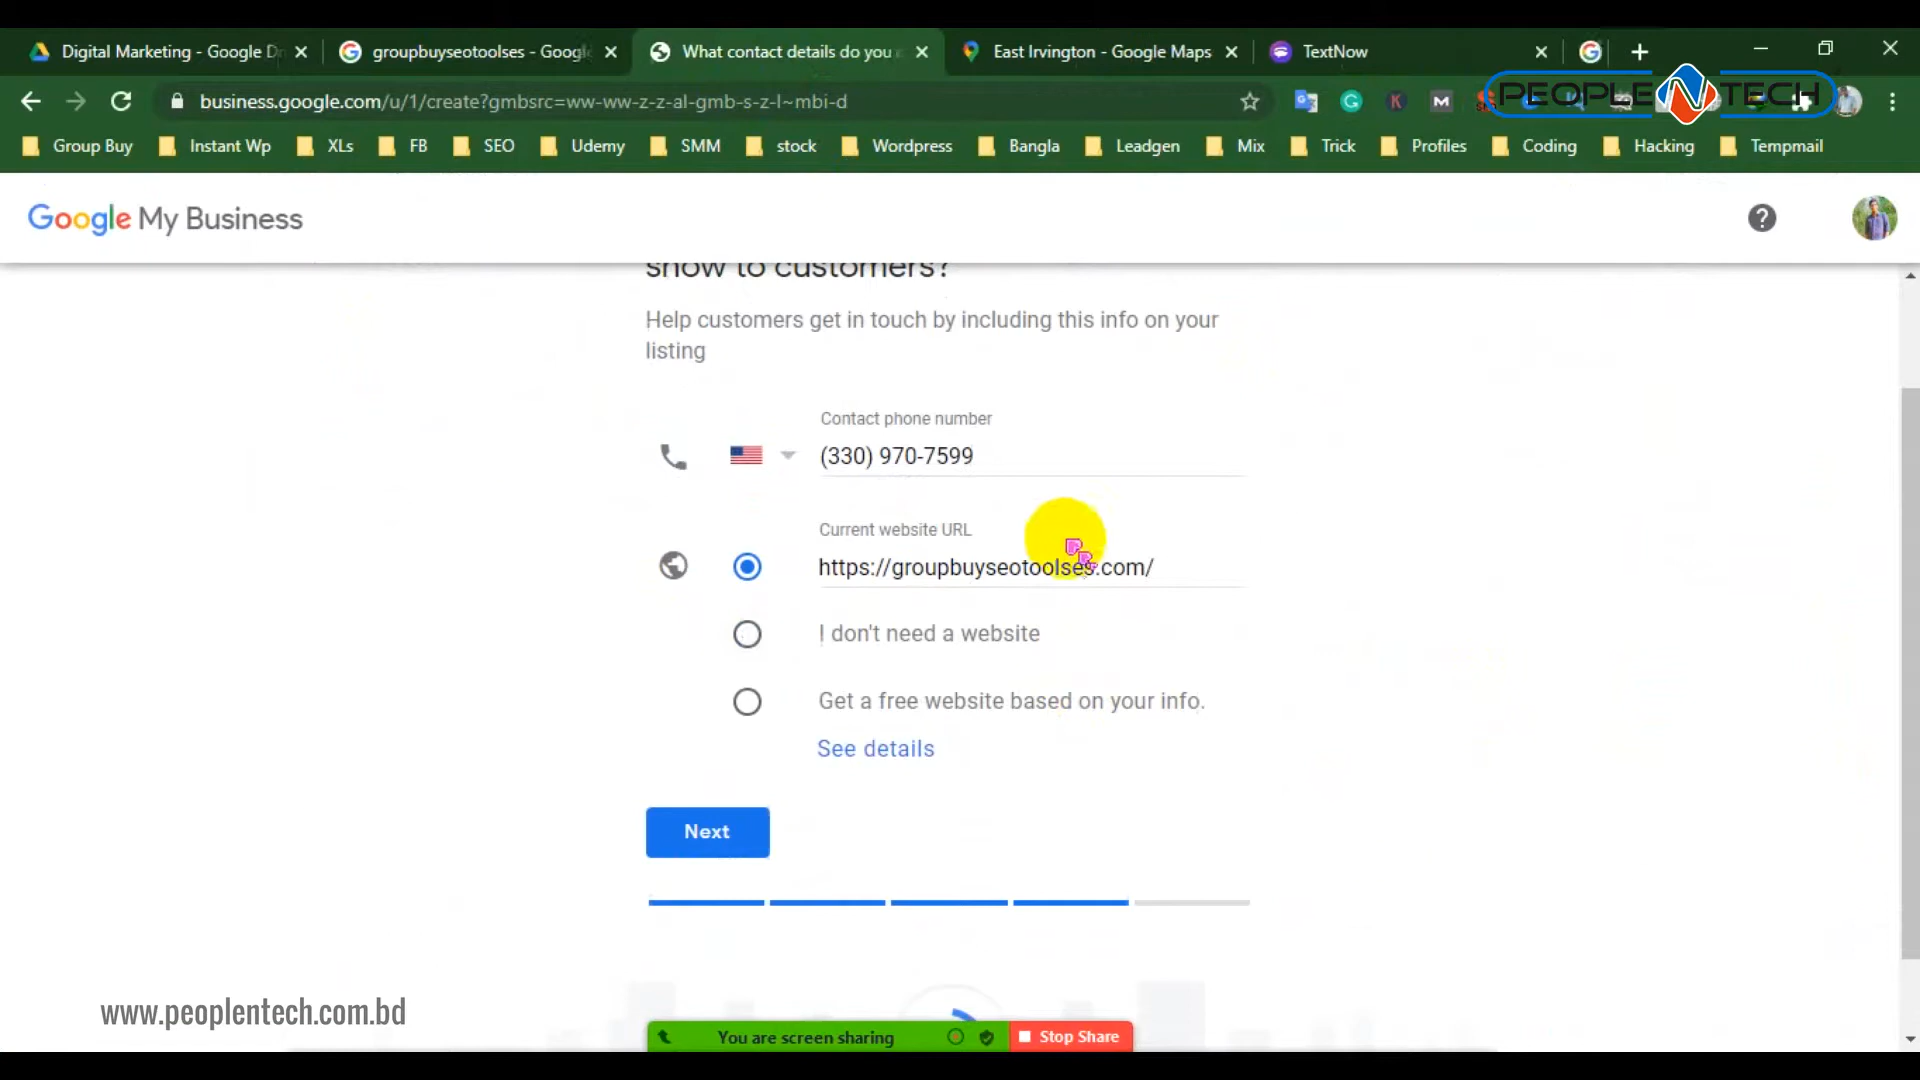 Digital Marketing - Google Dr
groupbuyseotoolses - Google
What contact details do you
East Irvington - Google Maps
TextNow
business.google.com/u/1/create?gmbsrc=ww-ww-z-z-al-gmb-s-z-l~mbi-d
PEOPLE N TECH
Group Buy
Instant Wp
XLs
FB
SEO
Udemy
SMM
stock
Wordpress
Bangla
Leadgen
Mix
Trick
Profiles
Coding
Hacking
Tempmail
Google My Business
show to customers?
Help customers get in touch by including this info on your
listing
Contact phone number
(330) 970-7599
Current website URL
https://groupbuyseotoolses.com/
I don't need a website
Get a free website based on your info.
See details
Next
www.peoplentech.com.bd
You are screen sharing
Stop Share